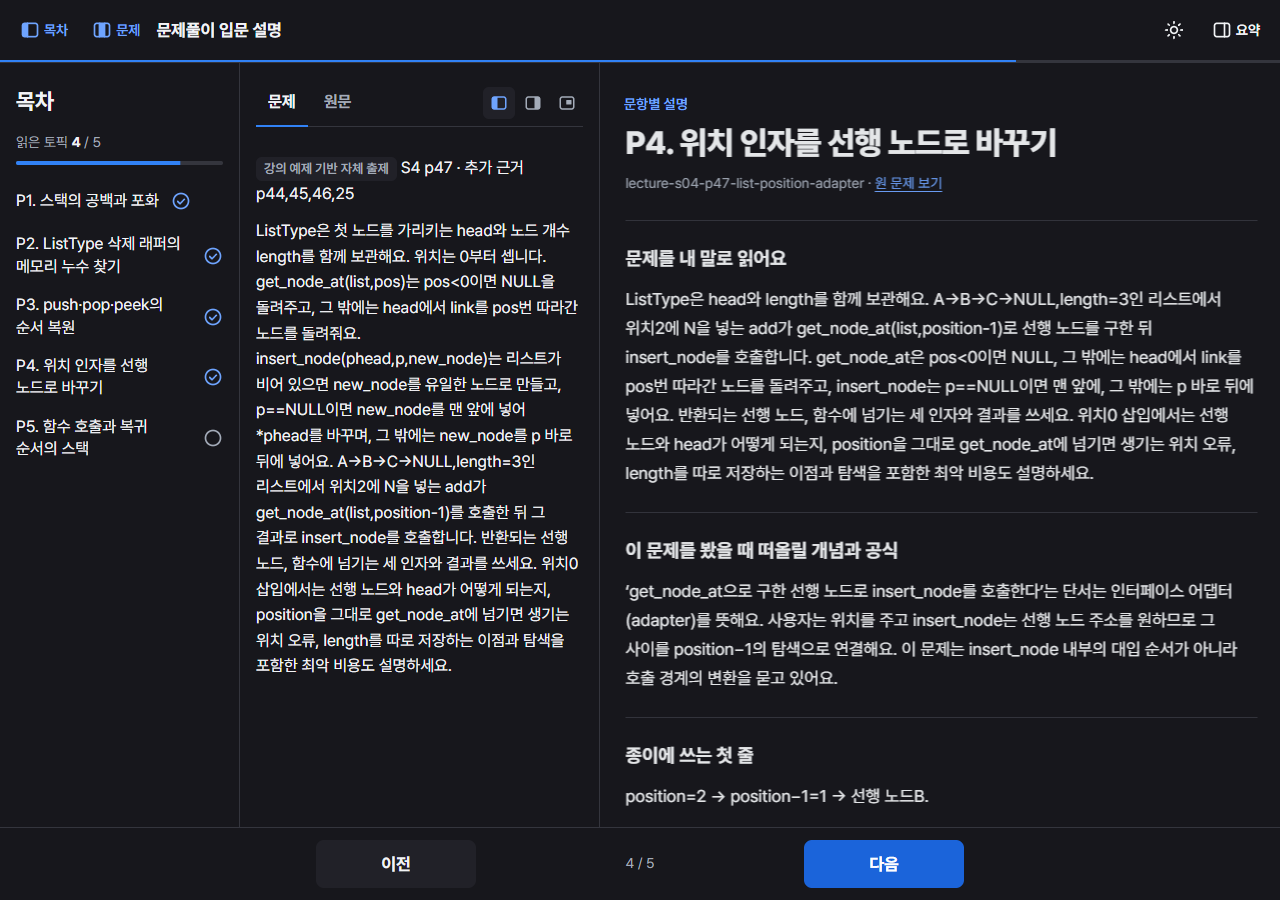 목차 문제 문제풀이 입문 설명 요약
목차
읽은 토픽 4 / 5
P1. 스택의 공백과 포화
P2. ListType 삭제 래퍼의
메모리 누수 찾기
P3. push·pop·peek의
순서 복원
P4. 위치 인자를 선행
노드로 바꾸기
P5. 함수 호출과 복귀
순서의 스택
문제 원문
강의 예제 기반 자체 출제 S4 p47 · 추가 근거
p44,45,46,25
ListType은 첫 노드를 가리키는 head와 노드 개수
length를 함께 보관해요. 위치는 0부터 셉니다.
get_node_at(list,pos)는 pos<0이면 NULL을
돌려주고, 그 밖에는 head에서 link를 pos번 따라간
노드를 돌려줘요.
insert_node(phead,p,new_node)는 리스트가
비어 있으면 new_node를 유일한 노드로 만들고,
p==NULL이면 new_node를 맨 앞에 넣어
*phead를 바꾸며, 그 밖에는 new_node를 p 바로
뒤에 넣어요. A→B→C→NULL,length=3인
리스트에서 위치2에 N을 넣는 add가
get_node_at(list,position-1)를 호출한 뒤 그
결과로 insert_node를 호출합니다. 반환되는 선행
노드, 함수에 넘기는 세 인자와 결과를 쓰세요. 위치0
삽입에서는 선행 노드와 head가 어떻게 되는지,
position을 그대로 get_node_at에 넘기면 생기는
위치 오류, length를 따로 저장하는 이점과 탐색을
포함한 최악 비용도 설명하세요.
문항별 설명
P4. 위치 인자를 선행 노드로 바꾸기
lecture-s04-p47-list-position-adapter · 원 문제 보기
문제를 내 말로 읽어요
ListType은 head와 length를 함께 보관해요. A→B→C→NULL,length=3인 리스트에서
위치2에 N을 넣는 add가 get_node_at(list,position-1)로 선행 노드를 구한 뒤
insert_node를 호출합니다. get_node_at은 pos<0이면 NULL, 그 밖에는 head에서 link를
pos번 따라간 노드를 돌려주고, insert_node는 p==NULL이면 맨 앞에, 그 밖에는 p 바로 뒤에
넣어요. 반환되는 선행 노드, 함수에 넘기는 세 인자와 결과를 쓰세요. 위치0 삽입에서는 선행
노드와 head가 어떻게 되는지, position을 그대로 get_node_at에 넘기면 생기는 위치 오류,
length를 따로 저장하는 이점과 탐색을 포함한 최악 비용도 설명하세요.
이 문제를 봤을 때 떠올릴 개념과 공식
‘get_node_at으로 구한 선행 노드로 insert_node를 호출한다’는 단서는 인터페이스 어댑터
(adapter)를 뜻해요. 사용자는 위치를 주고 insert_node는 선행 노드 주소를 원하므로 그
사이를 position−1의 탐색으로 연결해요. 이 문제는 insert_node 내부의 대입 순서가 아니라
호출 경계의 변환을 묻고 있어요.
종이에 쓰는 첫 줄
position=2 → position−1=1 → 선행 노드B.
이전 4 / 5 다음